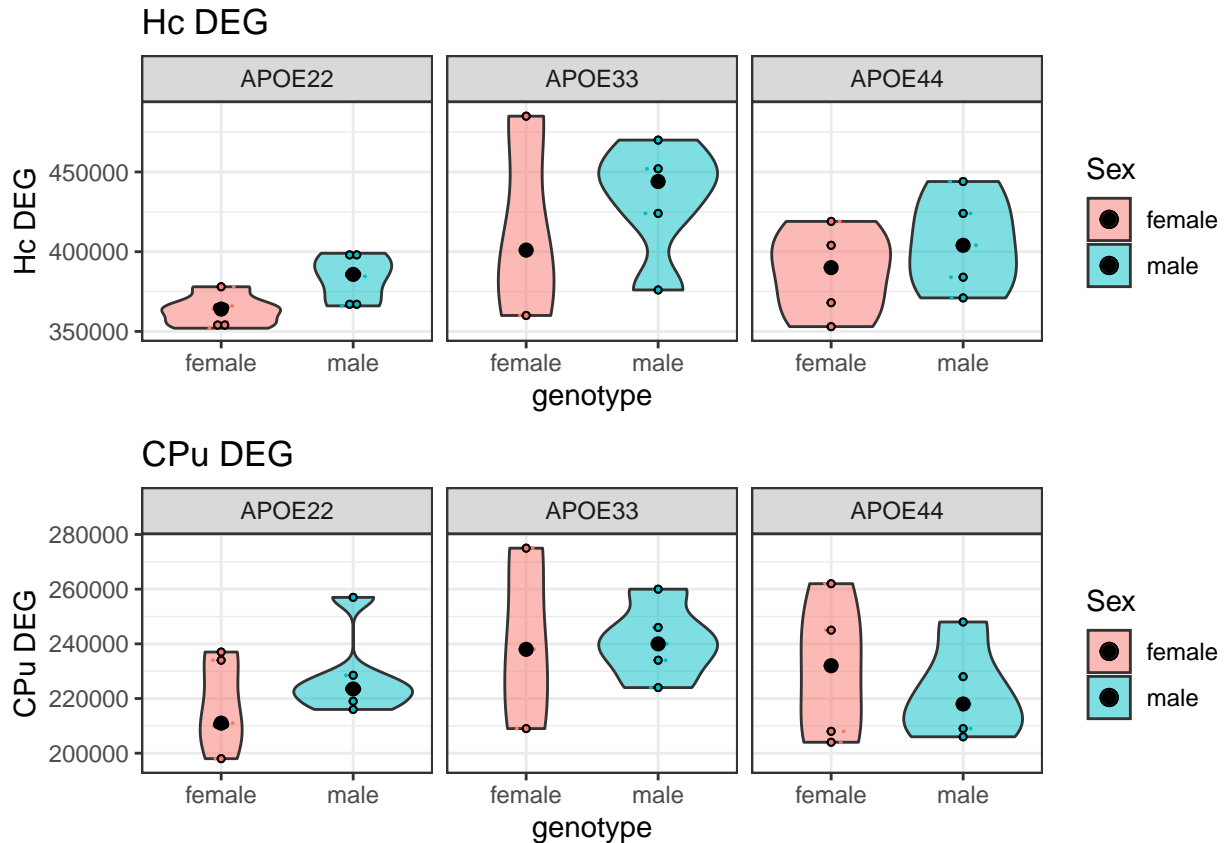 Hc DEG
APOE22 APOE33 APOE44
Hc DEG
450000
400000
350000
female male female male female male
genotype
Sex
female
male
CPu DEG
APOE22 APOE33 APOE44
CPu DEG
280000
260000
240000
220000
200000
female male female male female male
genotype
Sex
female
male